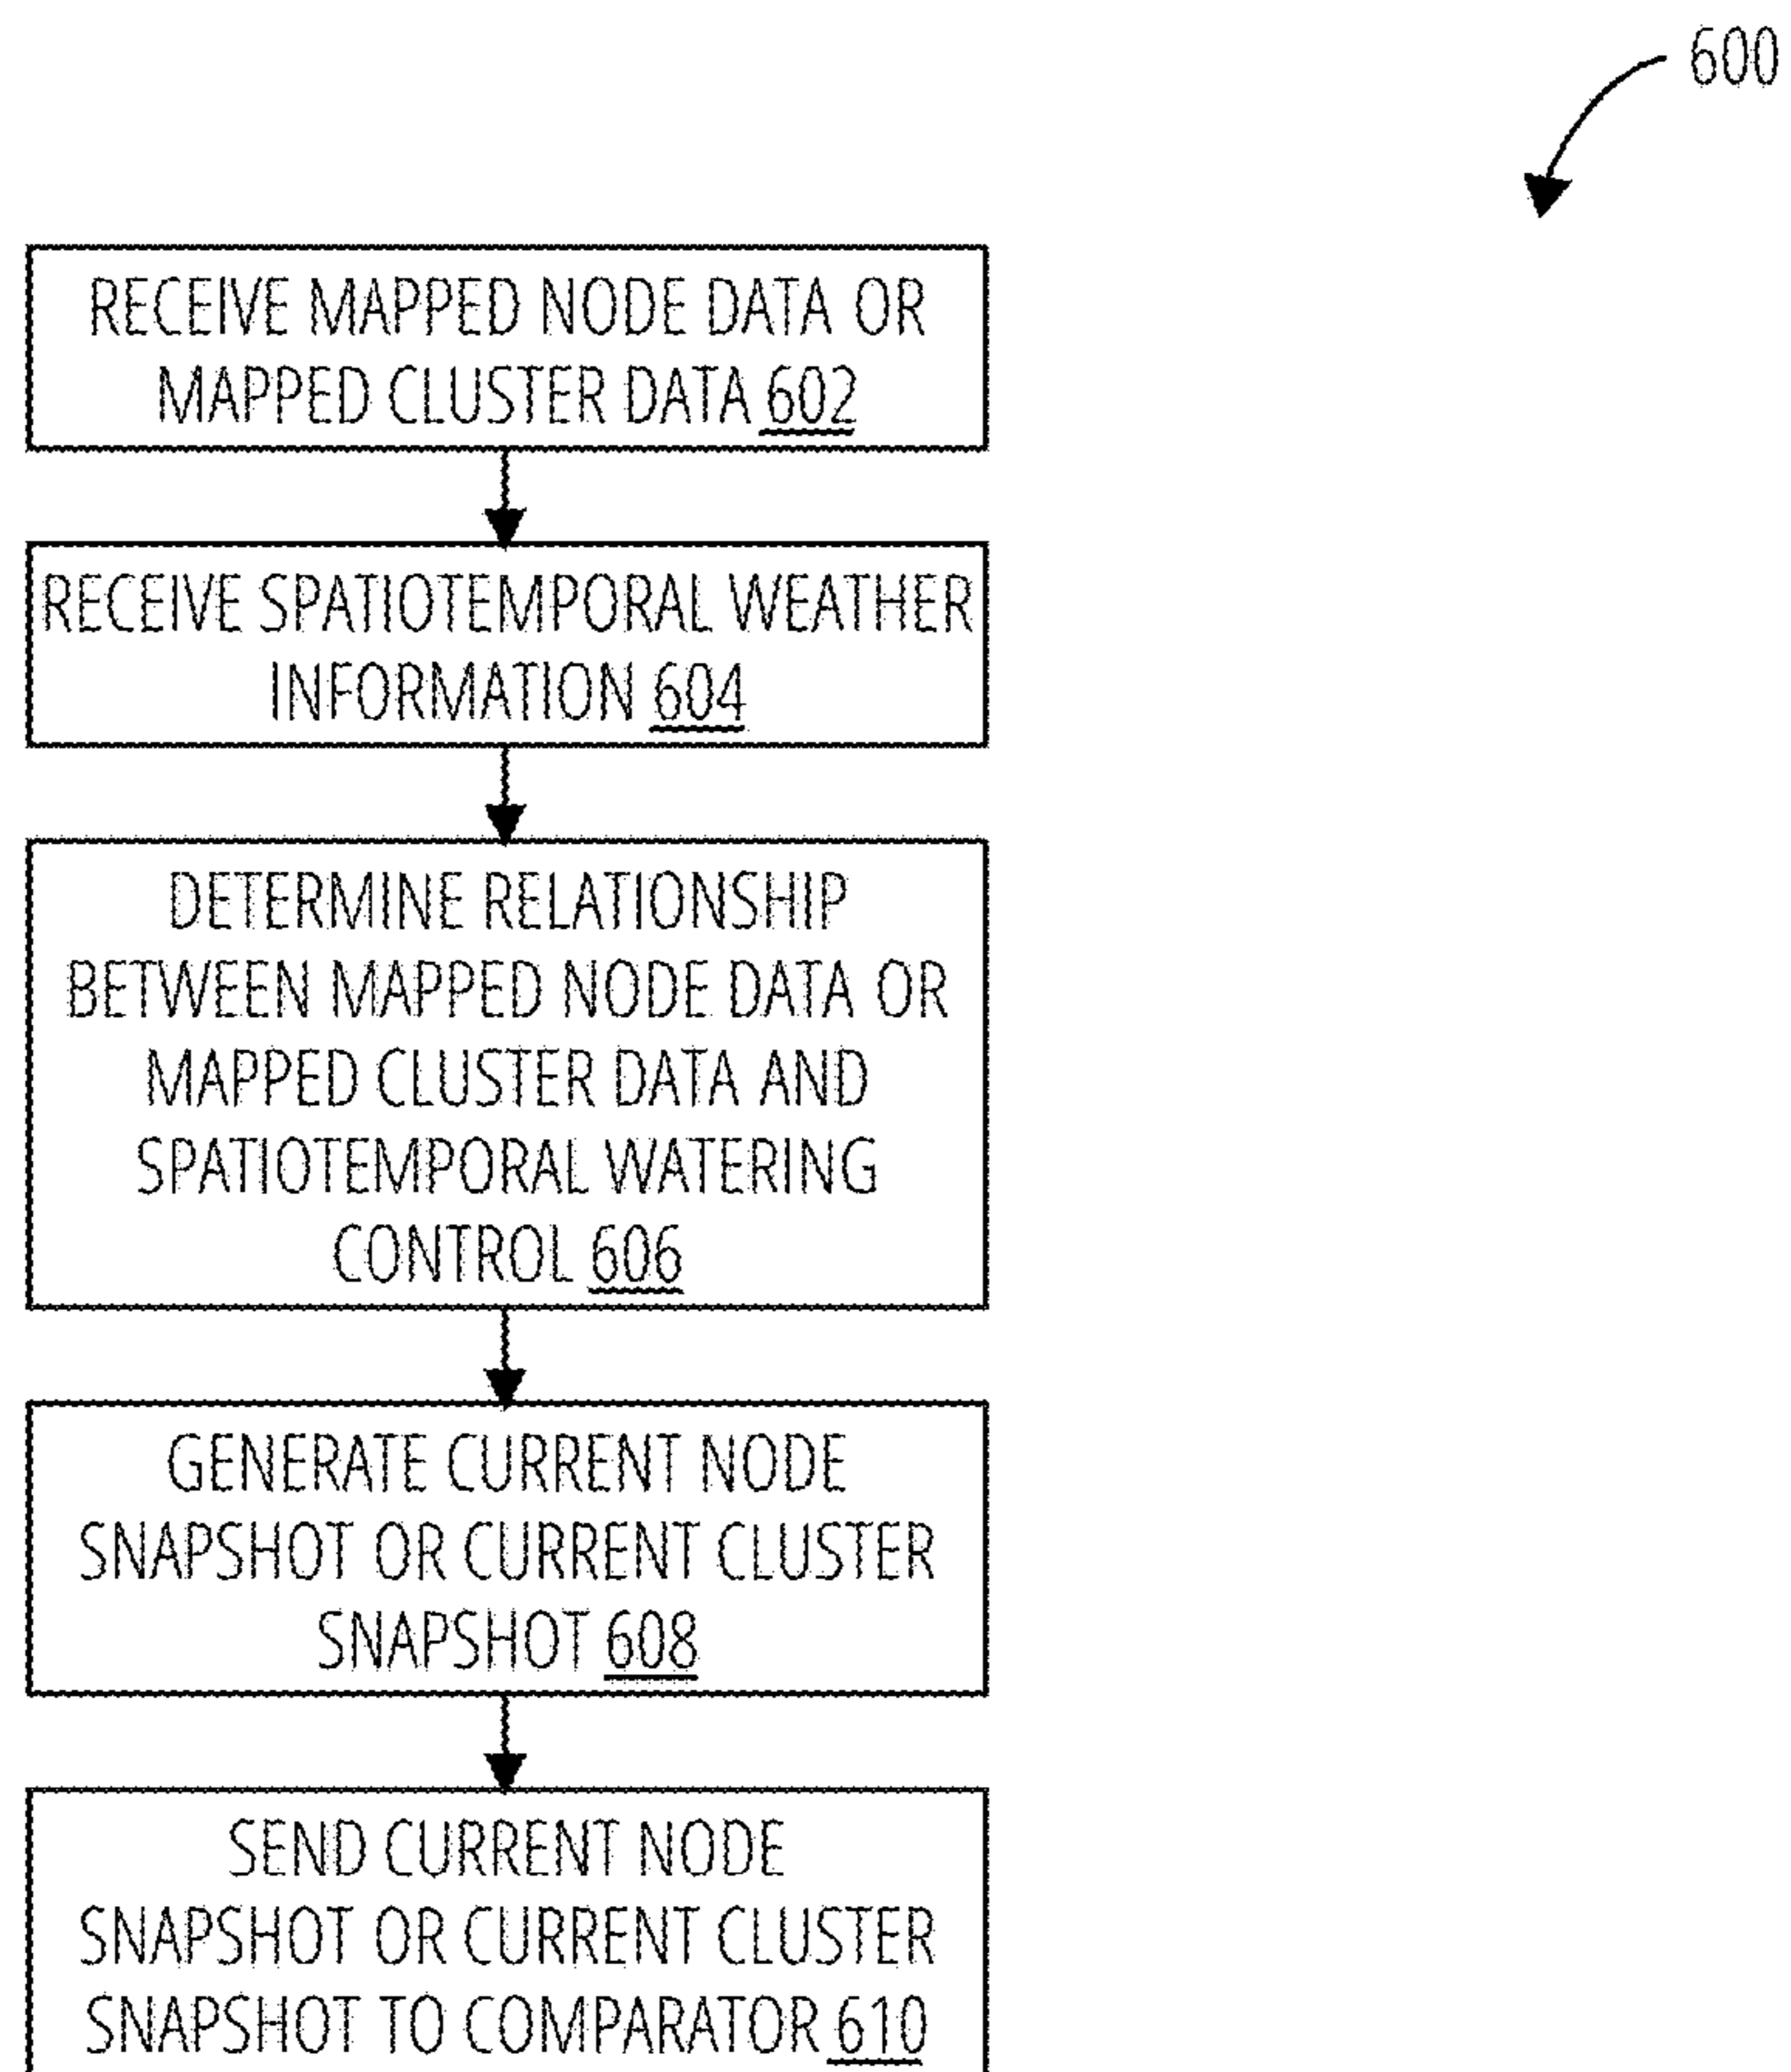 600
RECEIVE MAPPED NODE DATA OR
MAPPED CLUSTER DATA 602
RECEIVE SPATIOTEMPORAL WEATHER
INFORMATION 604
DETERMINE RELATIONSHIP
BETWEEN MAPPED NODE DATA OR
MAPPED CLUSTER DATA AND
SPATIOTEMPORAL WATERING
CONTROL 606
GENERATE CURRENT NODE
SNAPSHOT OR CURRENT CLUSTER
SNAPSHOT 608
SEND CURRENT NODE
SNAPSHOT OR CURRENT CLUSTER
SNAPSHOT TO COMPARATOR 610